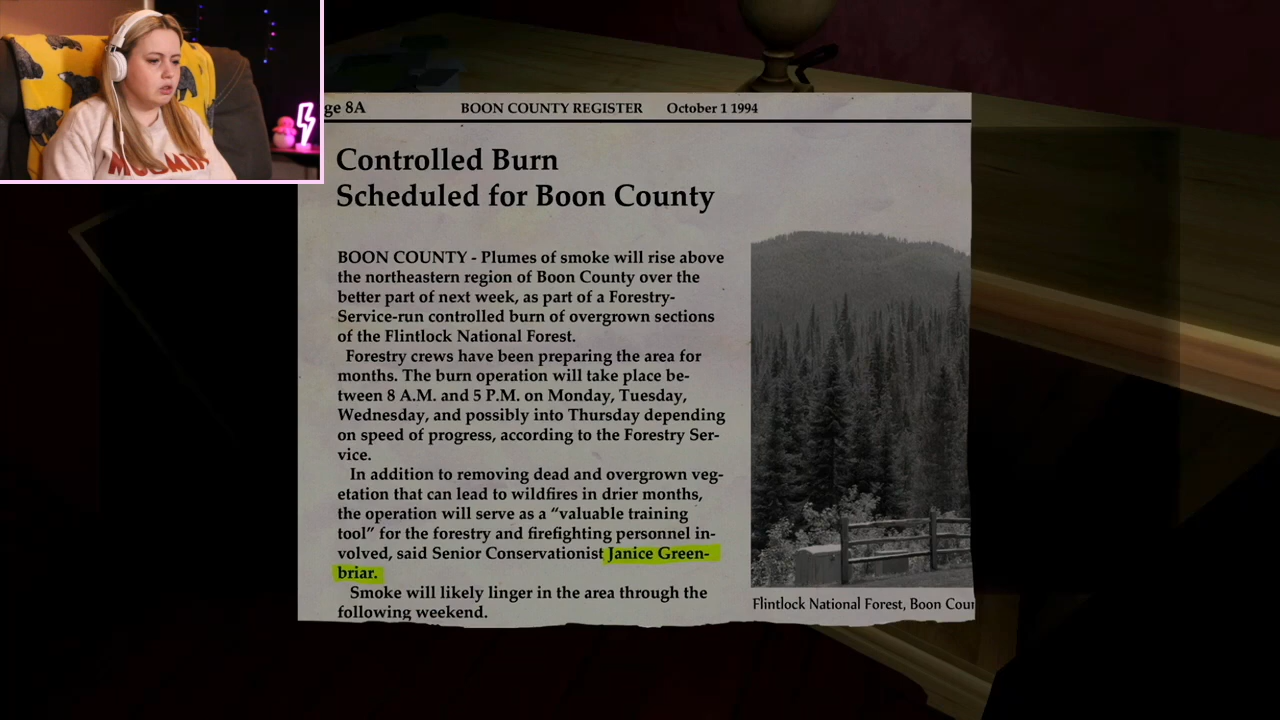 ge 8A BOON COUNTY REGISTER October 1 1994
Controlled Burn
Scheduled for Boon County
BOON COUNTY - Plumes of smoke will rise above
the northeastern region of Boon County over the
better part of next week, as part of a Forestry-
Service-run controlled burn of overgrown sections
of the Flintlock National Forest.
Forestry crews have been preparing the area for
months. The burn operation will take place be-
tween 8 A.M. and 5 P.M. on Monday, Tuesday,
Wednesday, and possibly into Thursday depending
on speed of progress, according to the Forestry Ser-
vice.
In addition to removing dead and overgrown veg-
etation that can lead to wildfires in drier months,
the operation will serve as a “valuable training
tool” for the forestry and firefighting personnel in-
volved, said Senior Conservationist Janice Green-
briar.
Smoke will likely linger in the area through the
following weekend.
Flintlock National Forest, Boon Coun